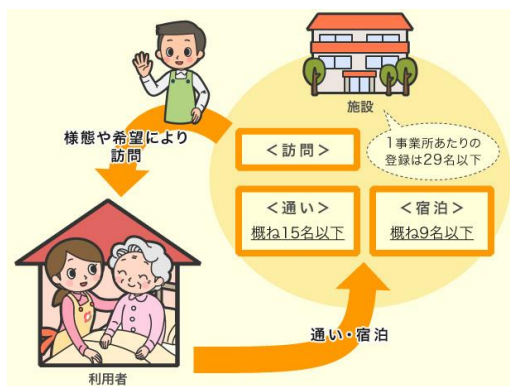 施設
様態や希望により
訪問
1事業所あたりの
登録は29名以下
＜訪問＞
＜通い＞
概ね15名以下
＜宿泊＞
概ね9名以下
通い・宿泊
利用者